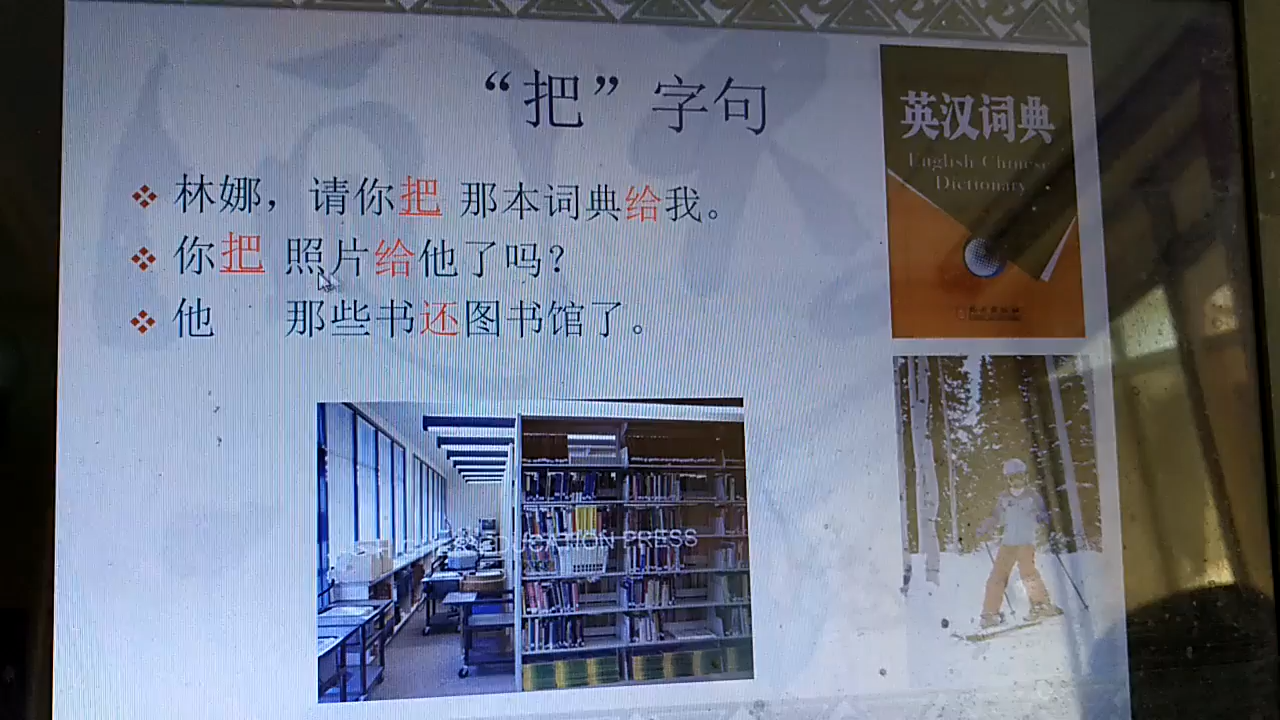 “把”字句
林娜，请你把 那本词典给我。
你把 照片给他了吗？
他 那些书还图书馆了。
英汉词典
English Chinese
Dictionary
EDUCATION PRESS